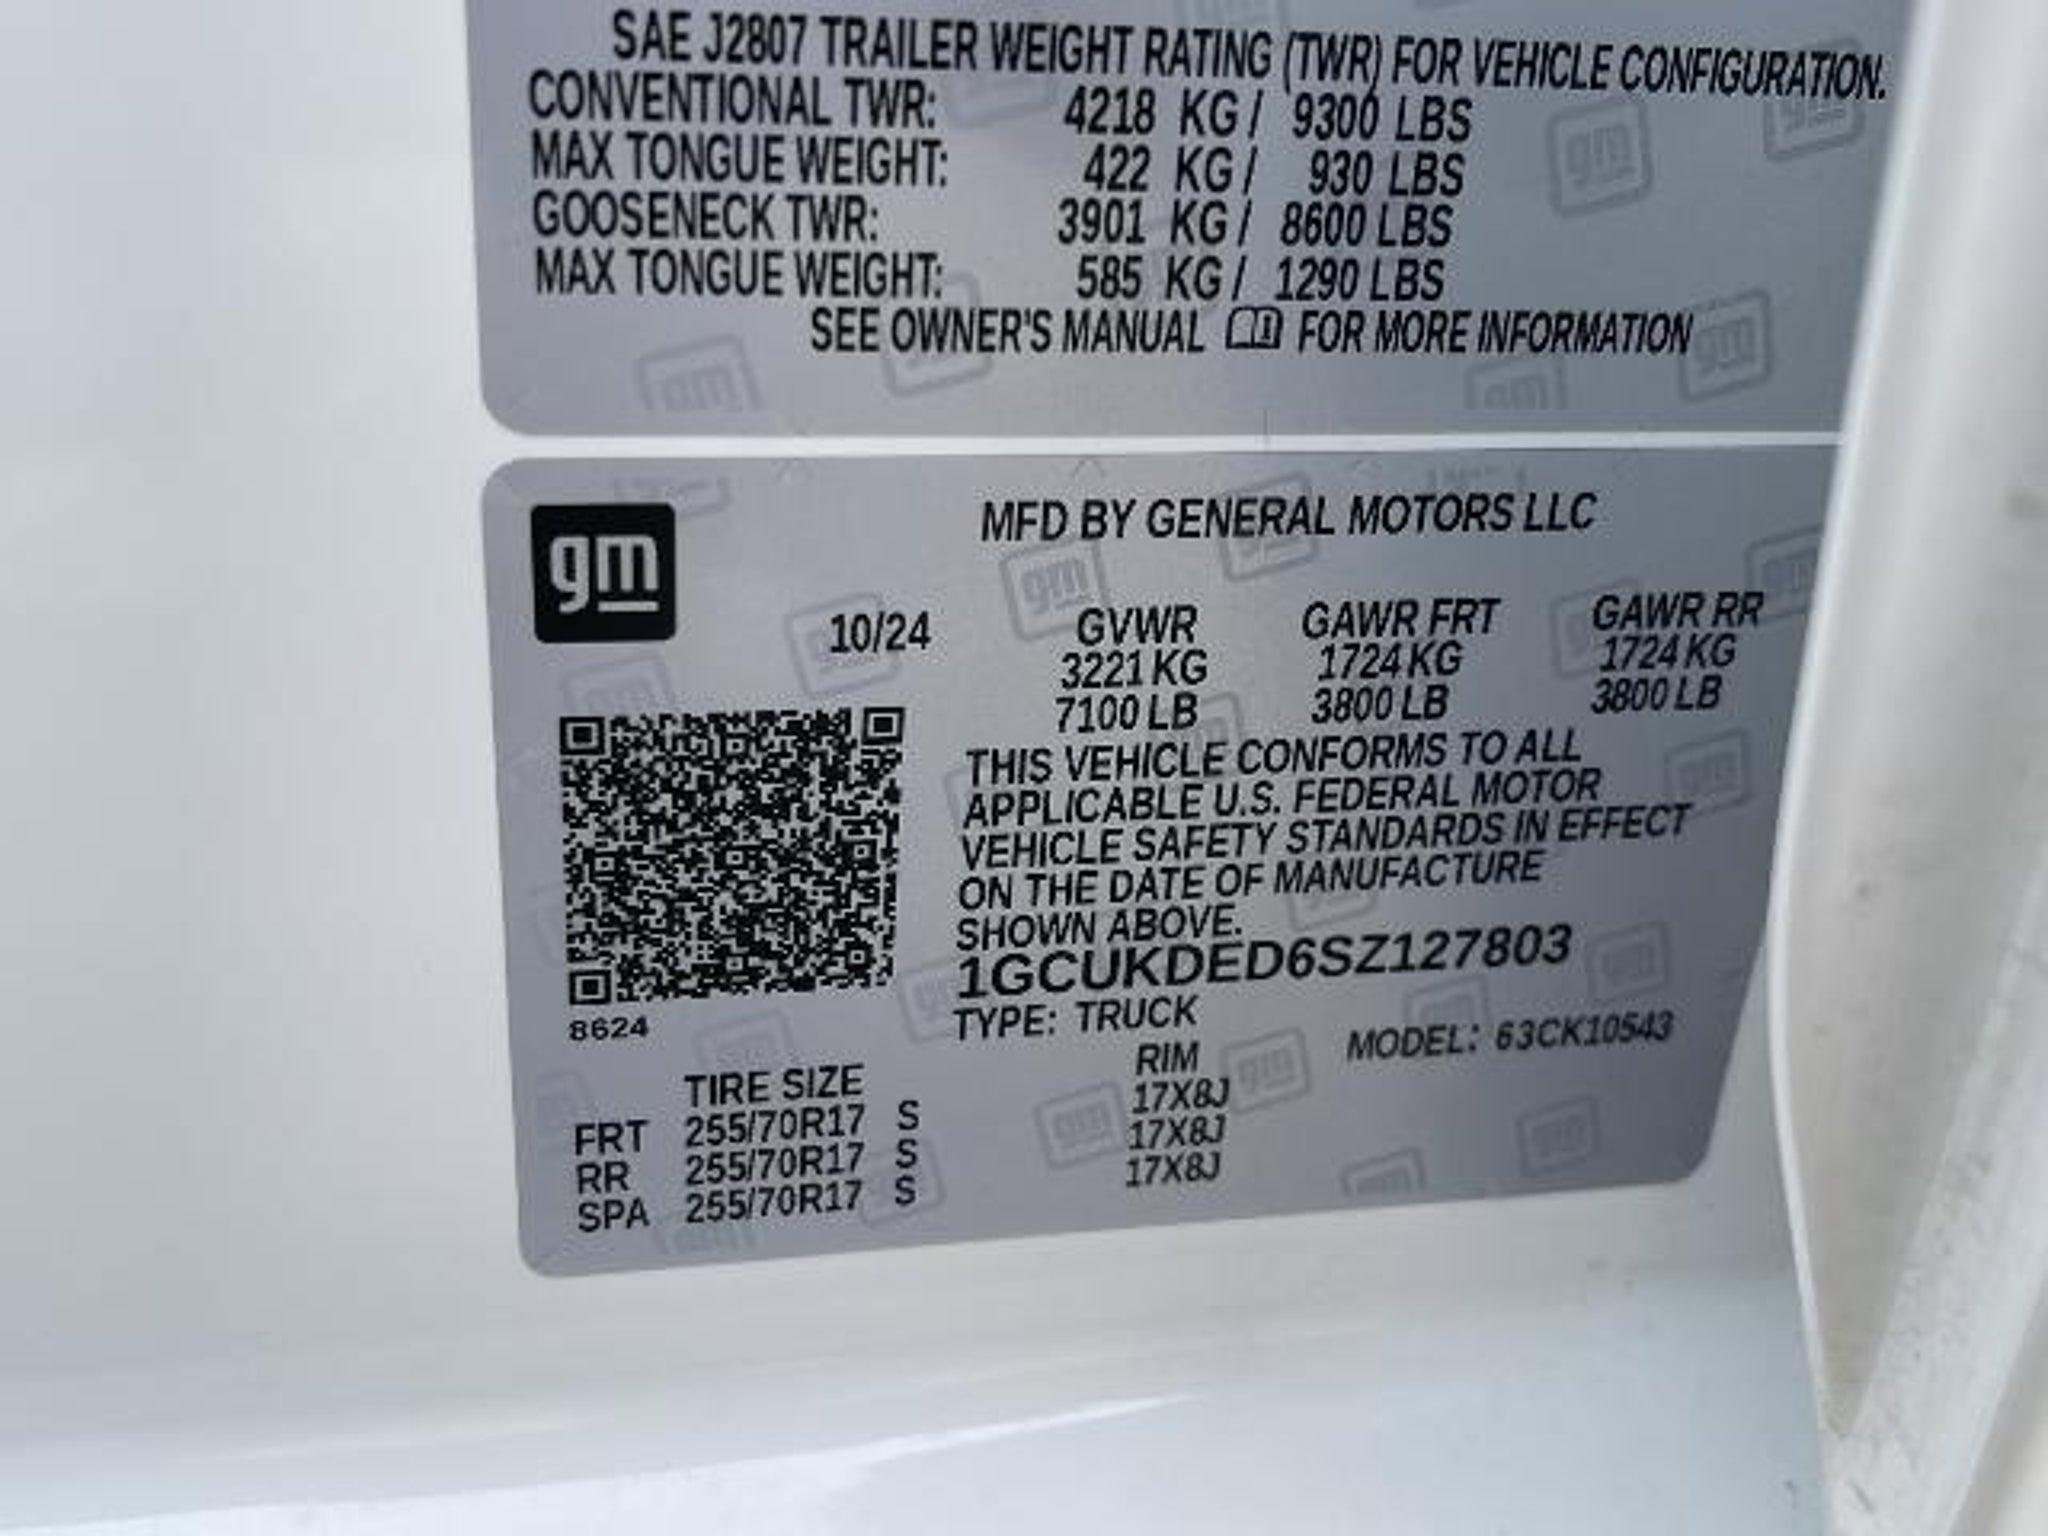 SAE J2807 TRAILER WEIGHT RATING (TWR) FOR VEHICLE CONFIGURATION.
CONVENTIONAL TWR: 4218 KG / 9300 LBS
MAX TONGUE WEIGHT: 422 KG / 930 LBS
GOOSENECK TWR: 3901 KG / 8600 LBS
MAX TONGUE WEIGHT: 585 KG / 1290 LBS
SEE OWNER'S MANUAL FOR MORE INFORMATION
gm
MFD BY GENERAL MOTORS LLC
10/24 GVWR GAWR FRT GAWR RR
3221 KG 1724 KG 1724 KG
7100 LB 3800 LB 3800 LB
THIS VEHICLE CONFORMS TO ALL
APPLICABLE U.S. FEDERAL MOTOR
VEHICLE SAFETY STANDARDS IN EFFECT
ON THE DATE OF MANUFACTURE
SHOWN ABOVE.
1GCUKDED6SZ127803
8624
TYPE: TRUCK
MODEL: 63CK10543
TIRE SIZE RIM
FRT 255/70R17 S 17X8J
RR 255/70R17 S 17X8J
SPA 255/70R17 S 17X8J